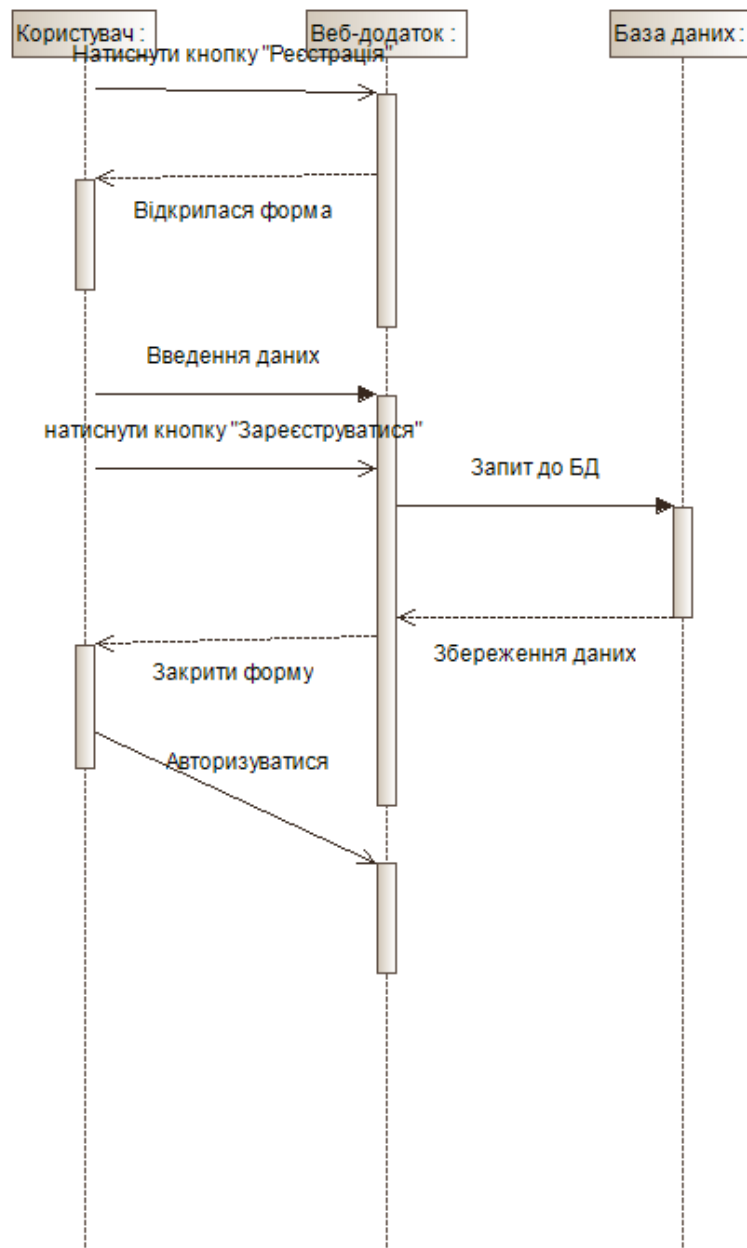 Користувач :
Веб-додаток :
База даних :
Натиснути кнопку "Реєстрація"
Відкрилася форма
Введення даних
натиснути кнопку "Зареєструватися"
Запит до БД
Збереження даних
Закрити форму
Авторизуватися